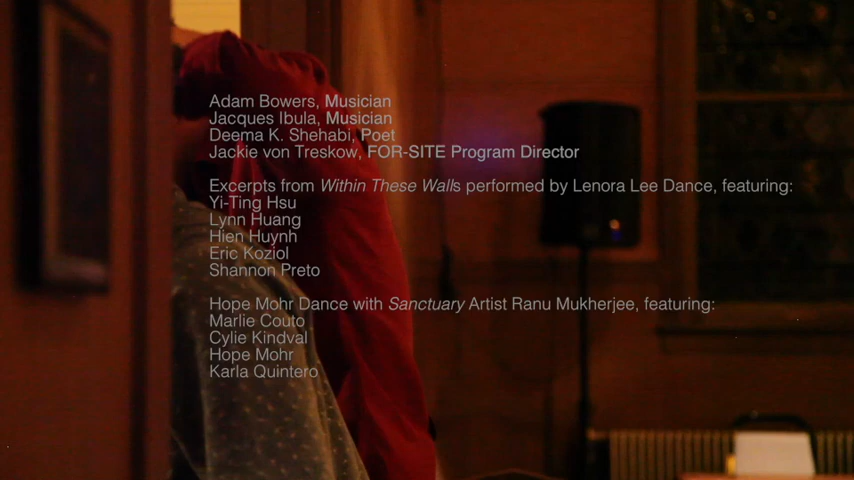 Adam Bowers, Musician
Jacques Ibula, Musician
Deema K. Shehabi, Poet
Jackie von Treskow, FOR-SITE Program Director
Excerpts from Within These Walls performed by Lenora Lee Dance, featuring:
Yi-Ting Hsu
Lynn Huang
Hien Huynh
Eric Koziol
Shannon Preto
Hope Mohr Dance with Sanctuary Artist Ranu Mukherjee, featuring:
Marlie Couto
Cylie Kindval
Hope Mohr
Karla Quintero